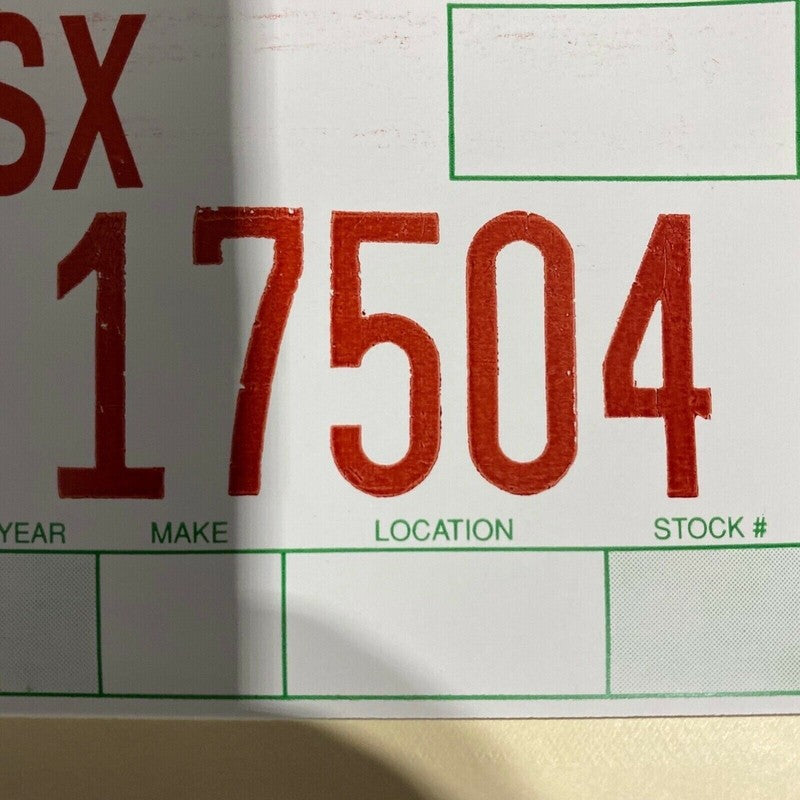 SX
17504
YEAR MAKE LOCATION STOCK #